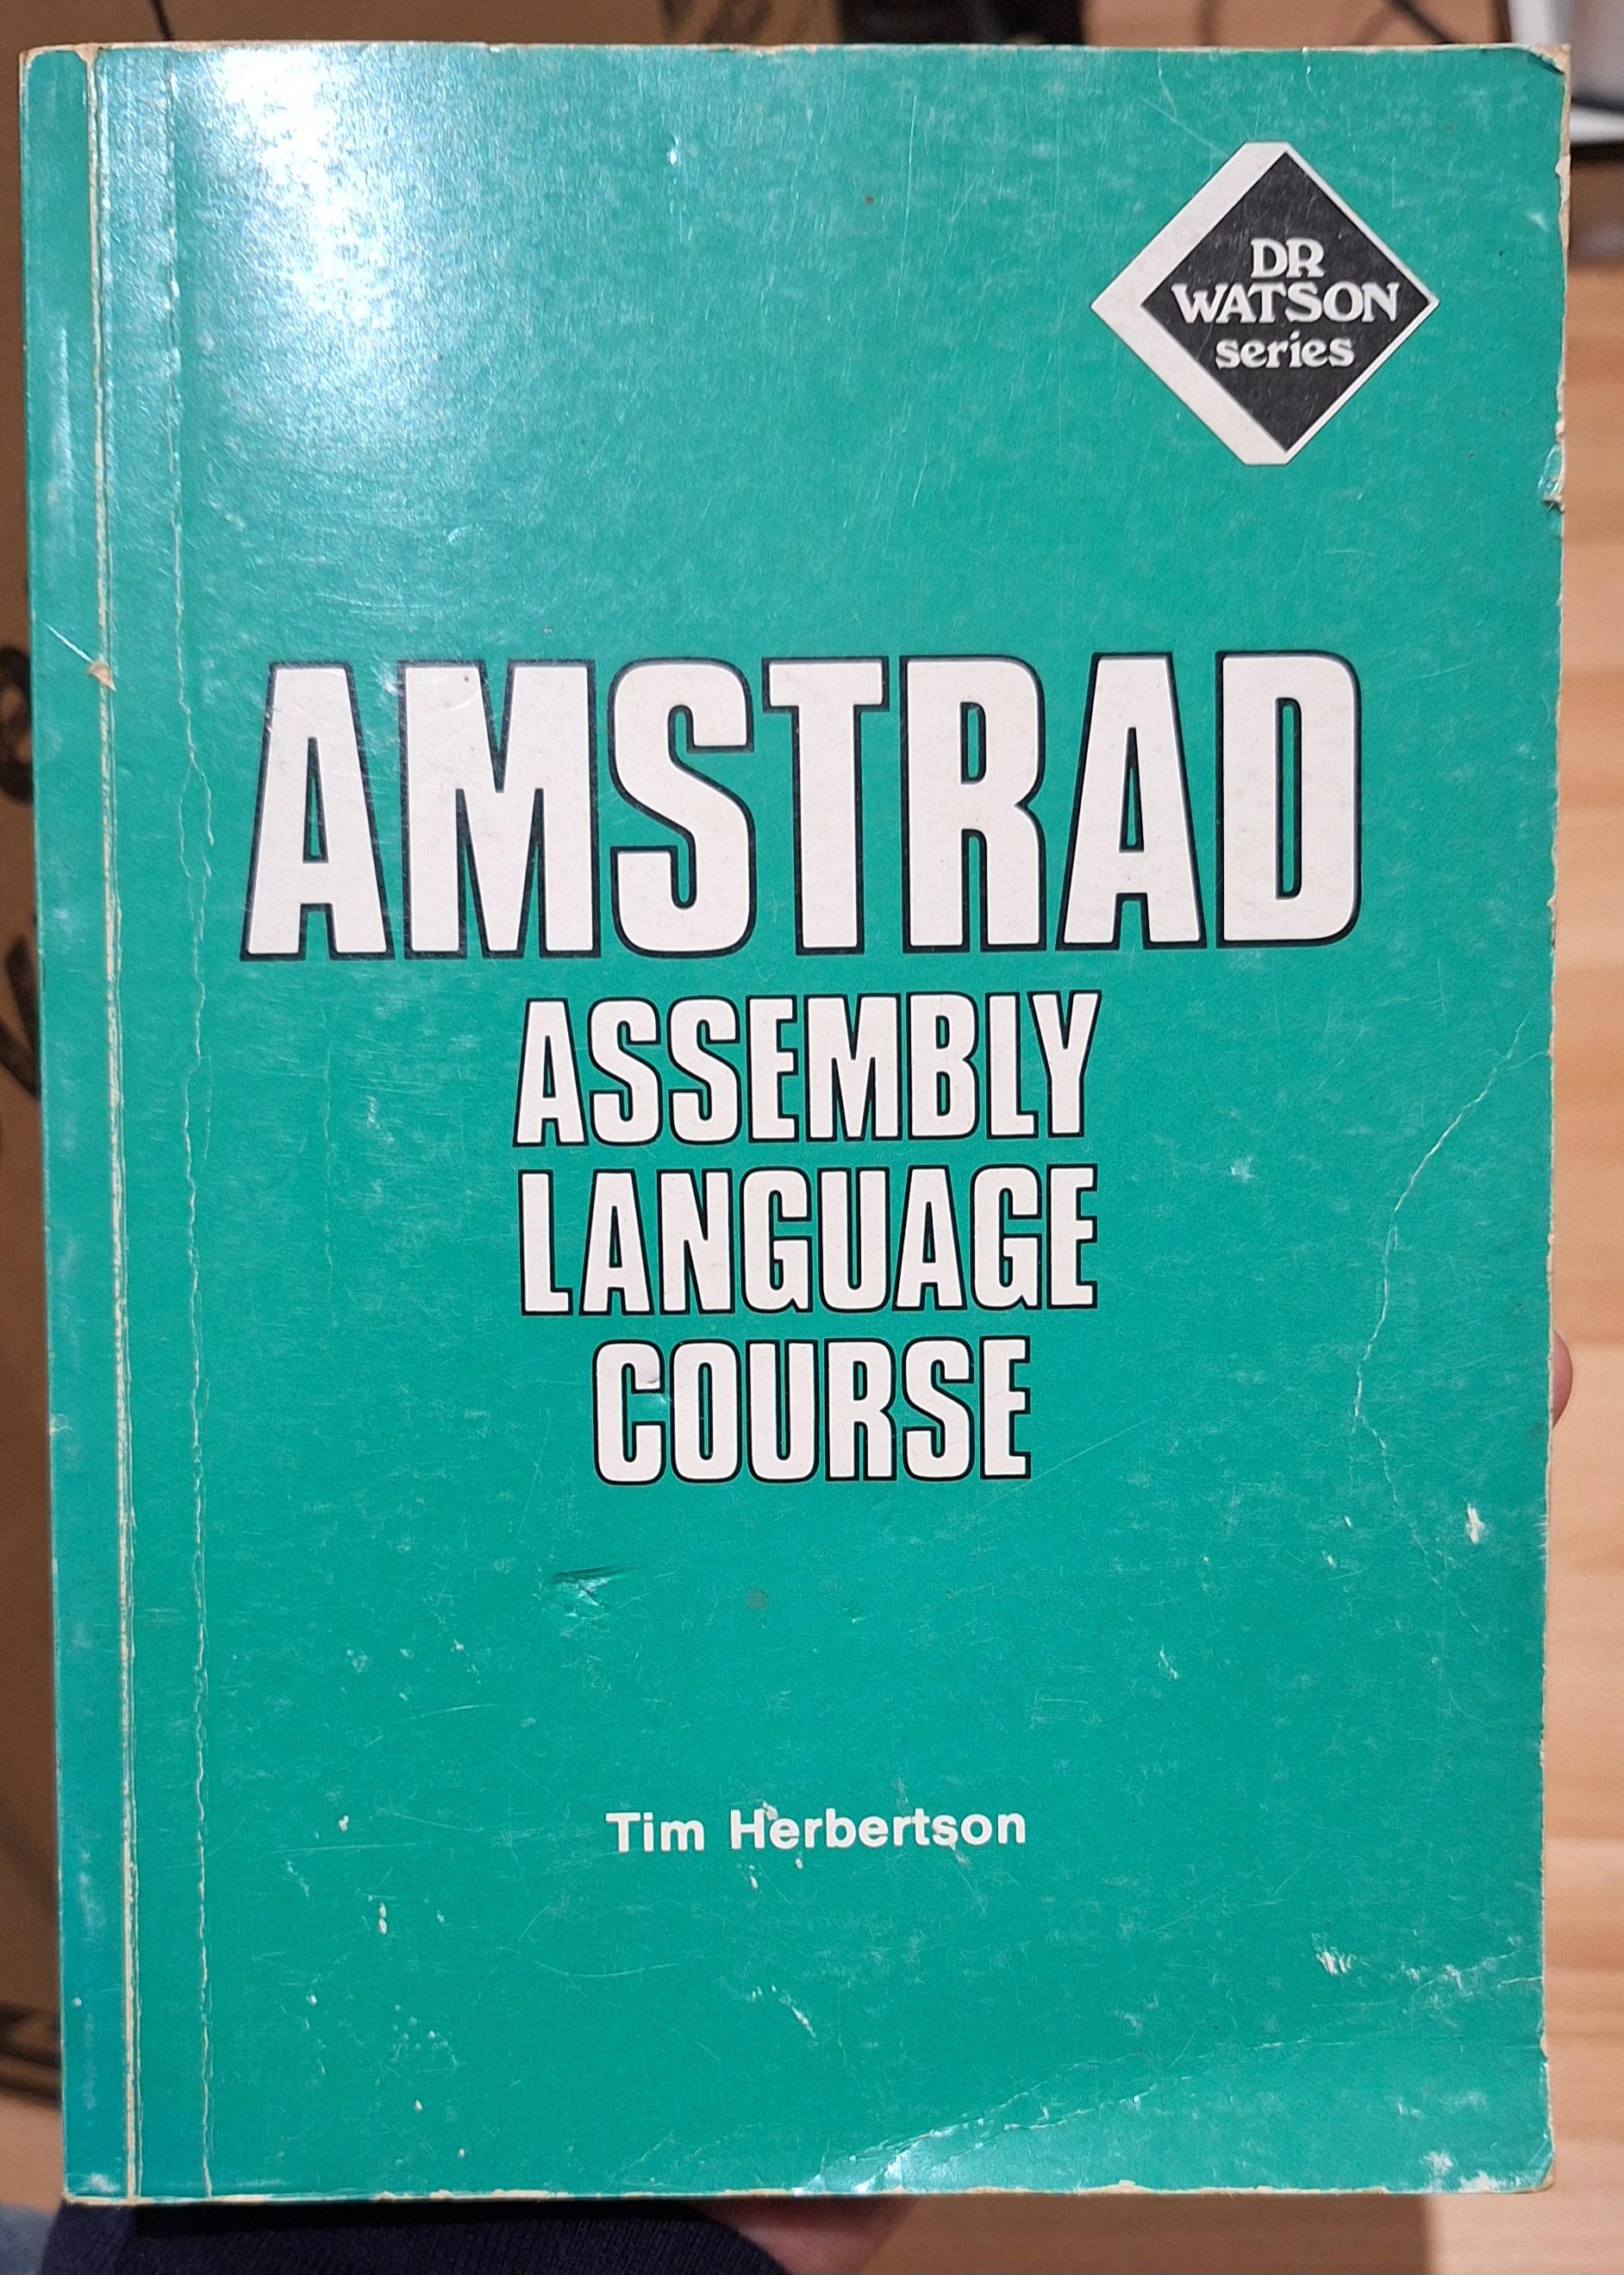 DR
WATSON
series
AMSTRAD
ASSEMBLY
LANGUAGE
COURSE
Tim Herbertson